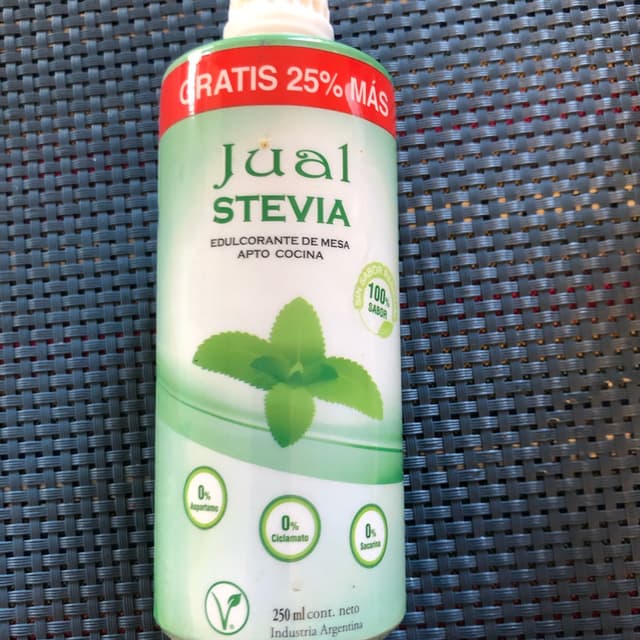 GRATIS 25% MÁS
Jual
STEVIA
EDULCORANTE DE MESA
APTO COCINA
100%
SABOR
0%
Aspartamo
0%
Ciclamato
0%
Sacarina
V
250 ml cont. neto
Industria Argentina